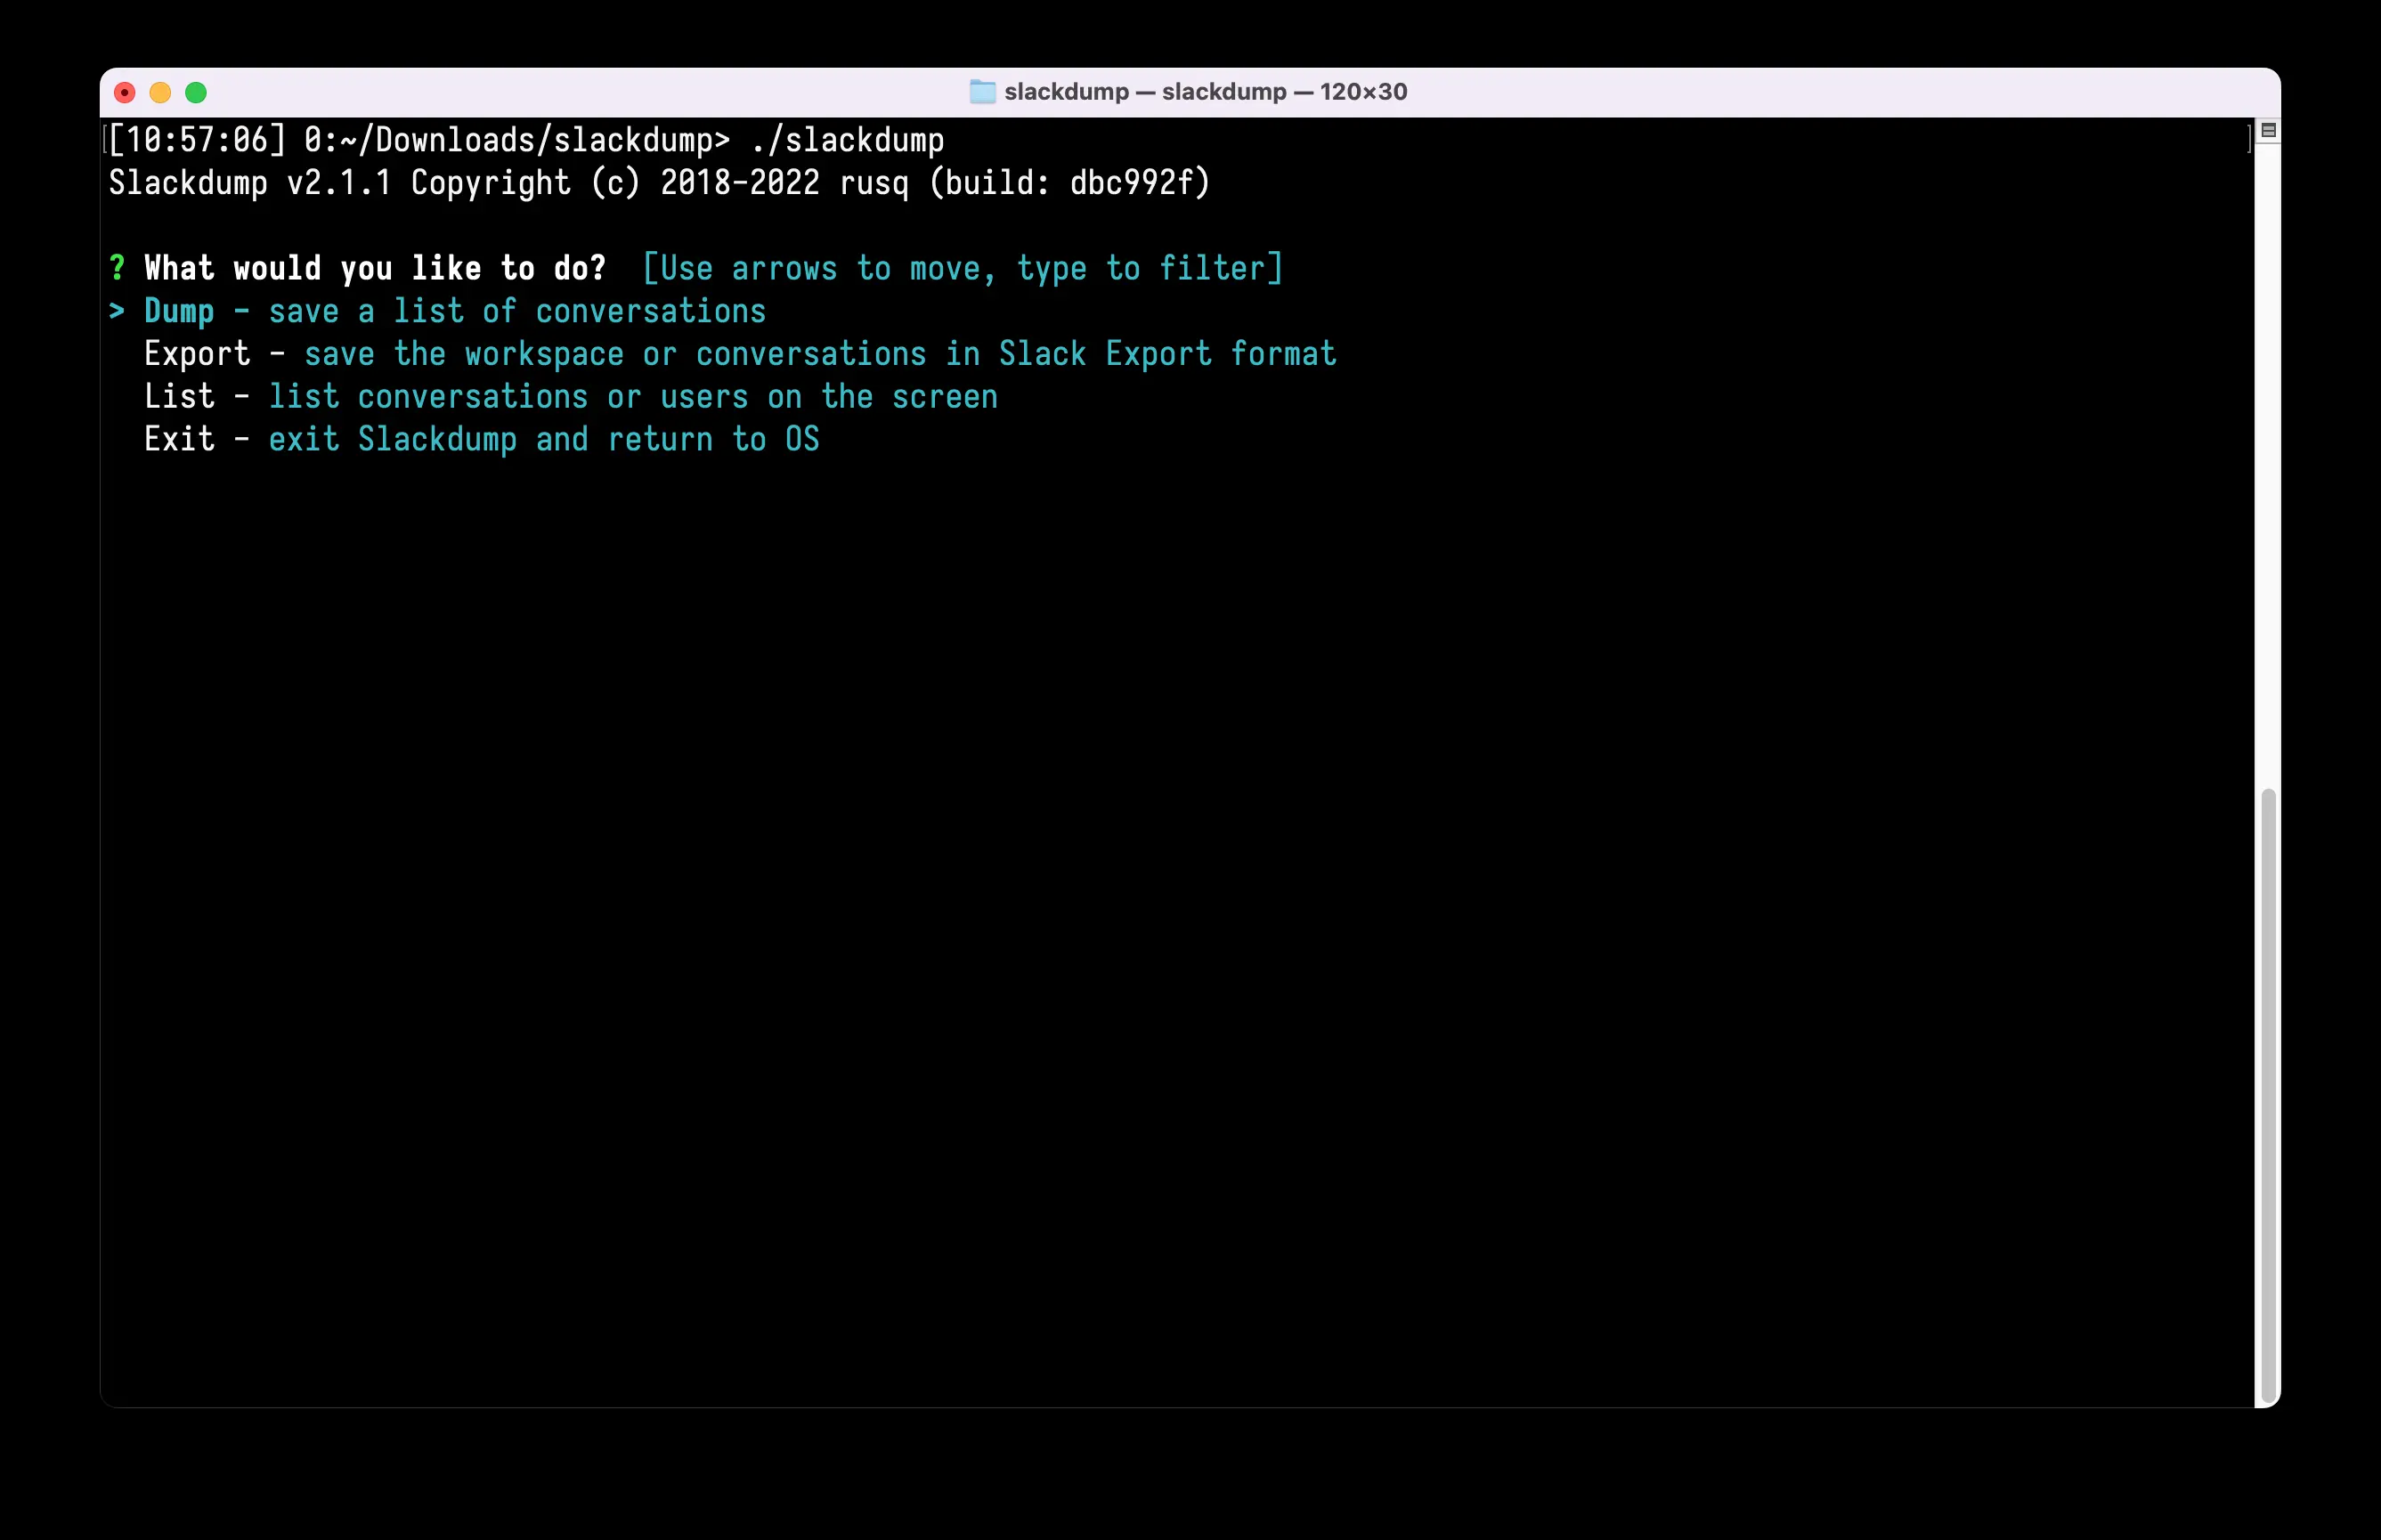 slackdump — slackdump — 120×30
[10:57:06] 0:~/Downloads/slackdump> ./slackdump
Slackdump v2.1.1 Copyright (c) 2018-2022 rusq (build: dbc992f)
? What would you like to do?  [Use arrows to move, type to filter]
> Dump - save a list of conversations
Export - save the workspace or conversations in Slack Export format
List - list conversations or users on the screen
Exit - exit Slackdump and return to OS